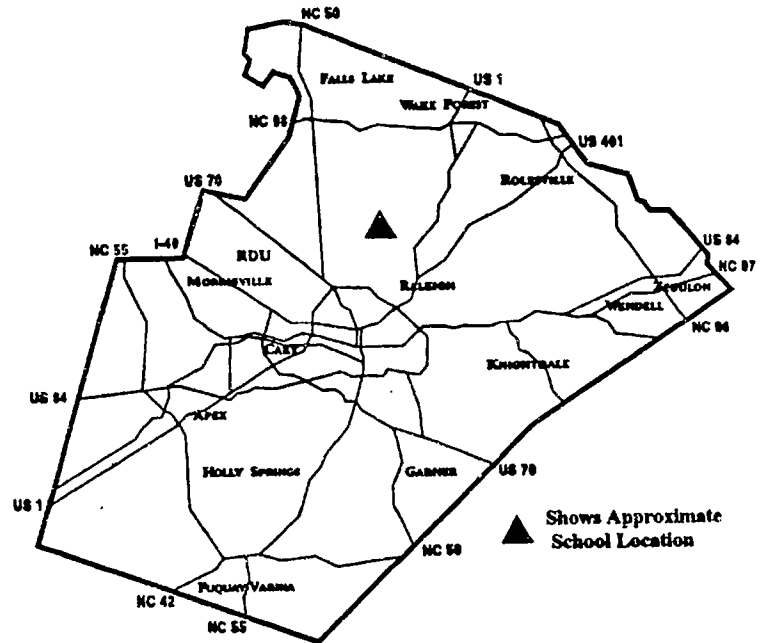 NC 50
FALLS LAKE
US 1
WAKE FOREST
NC 98
US 401
ROLESVILLE
US 70
US 64
NC 55
I-40
RDU
NC 97
MORRISVILLE
RALEIGH
ZEBULON
WENDELL
NC 96
CARY
KNIGHTDALE
US 64
APEX
HOLLY SPRINGS
GARNER
US 70
US 1
Shows Approximate
School Location
NC 50
FUQUAY-VARINA
NC 42
NC 55